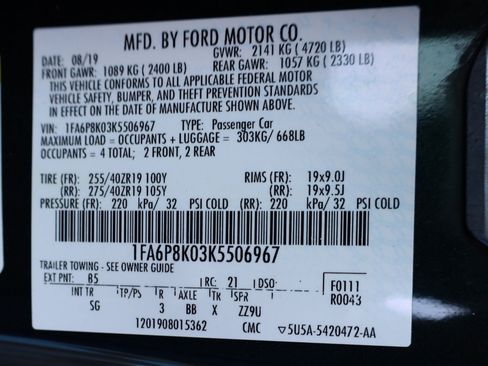 MFD. BY FORD MOTOR CO.
DATE: 08/19 GVWR: 2141 KG (4720 LB)
FRONT GAWR: 1089 KG (2400 LB) REAR GAWR: 1057 KG (2330 LB)
THIS VEHICLE CONFORMS TO ALL APPLICABLE FEDERAL MOTOR
VEHICLE SAFETY, BUMPER, AND THEFT PREVENTION STANDARDS
IN EFFECT ON THE DATE OF MANUFACTURE SHOWN ABOVE.
VIN: 1FA6P8K03K5506967 TYPE: Passenger Car
MAXIMUM LOAD = OCCUPANTS + LUGGAGE = 303KG/ 668LB
OCCUPANTS = 4 TOTAL; 2 FRONT, 2 REAR
TIRE (FR): 255/40ZR19 100Y RIMS (FR): 19x9.0J
(RR): 275/40ZR19 105Y (RR): 19x9.5J
PRESSURE (FR): 220 kPa/ 32 PSI COLD (RR): 220 kPa/ 32 PSI COLD
1FA6P8K03K5506967
TRAILER TOWING - SEE OWNER GUIDE
EXT PNT: B5 RC: 21 DSO: F0111
INT TR TP/PS R AXLE TR SPR R0043
SG 3 BB X ZZ9U
1201908015362 CMC ▽5U5A-5420472-AA